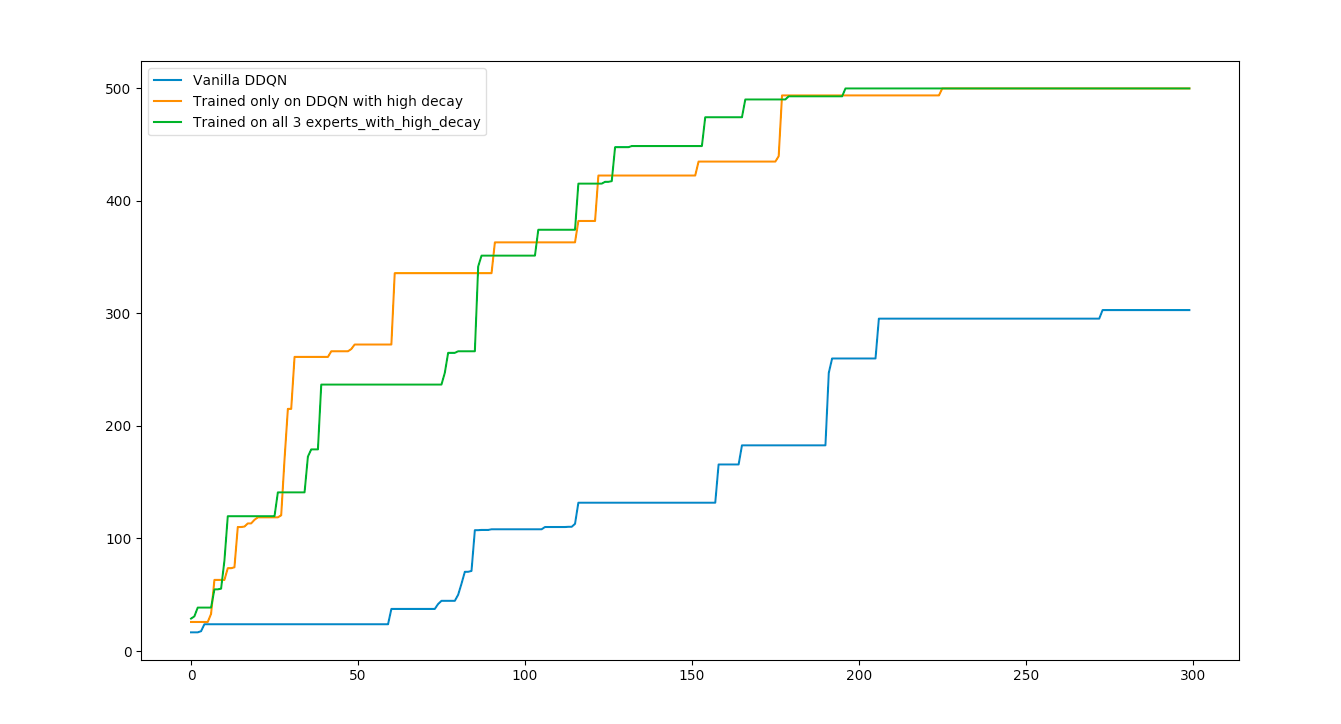 Vanilla DDQN
Trained only on DDQN with high decay
Trained on all 3 experts_with_high_decay
500
400
300
200
100
0
0 50 100 150 200 250 300